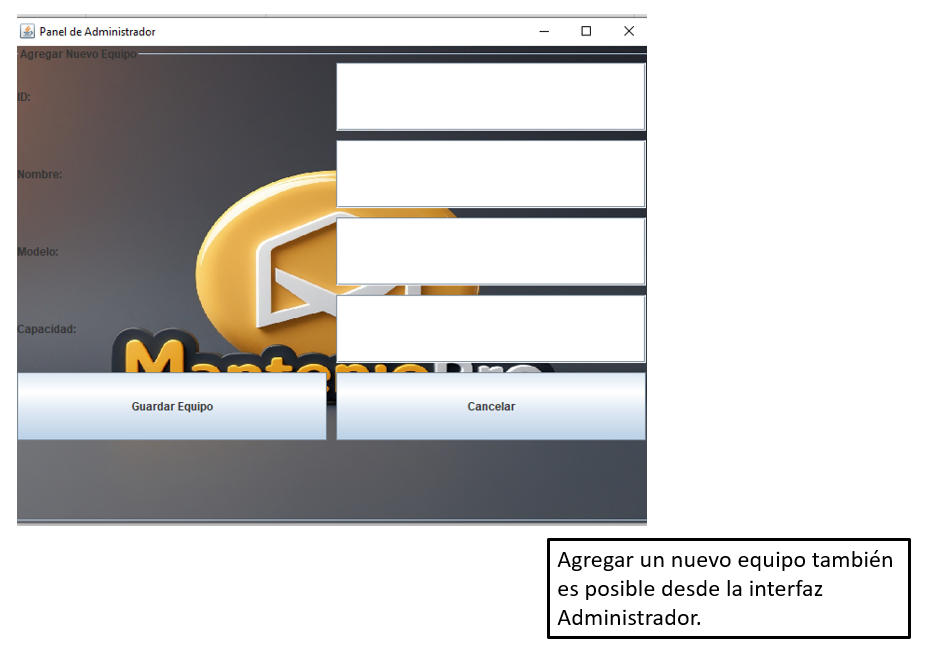 Panel de Administrador
Agregar Nuevo Equipo
ID:
Nombre:
Modelo:
Capacidad:
Guardar Equipo
Cancelar
Agregar un nuevo equipo también
es posible desde la interfaz
Administrador.